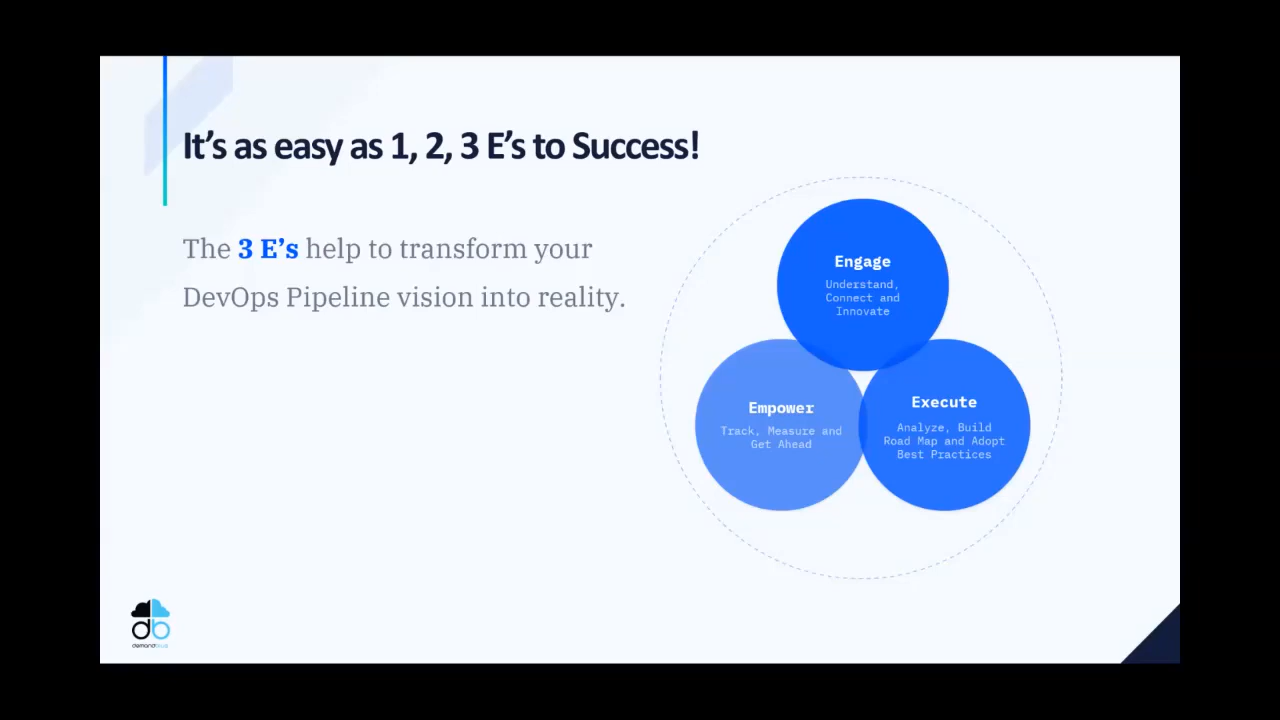 It's as easy as 1, 2, 3 E's to Success!
The 3 E's help to transform your
DevOps Pipeline vision into reality.
Engage
Understand,
Connect and
Innovate
Empower
Track, Measure and
Get Ahead
Execute
Analyze, Build
Road Map and Adopt
Best Practices
db
demandblue